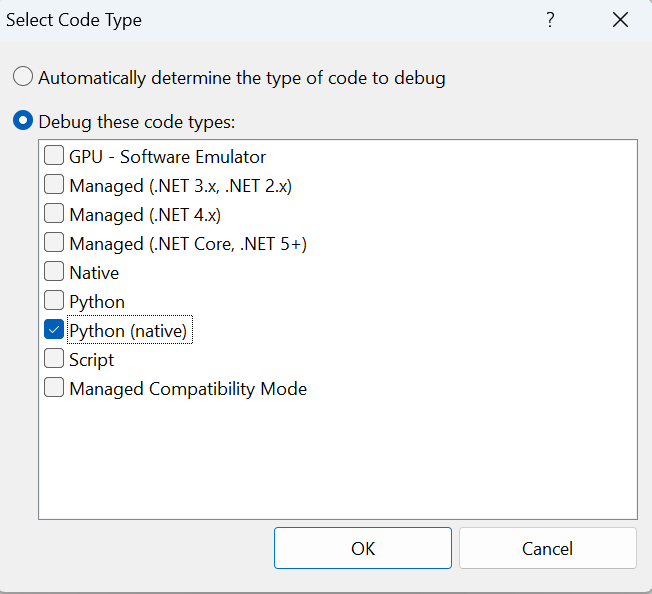 Select Code Type
?
Automatically determine the type of code to debug
Debug these code types:
GPU - Software Emulator
Managed (.NET 3.x, .NET 2.x)
Managed (.NET 4.x)
Managed (.NET Core, .NET 5+)
Native
Python
Python (native)
Script
Managed Compatibility Mode
OK
Cancel